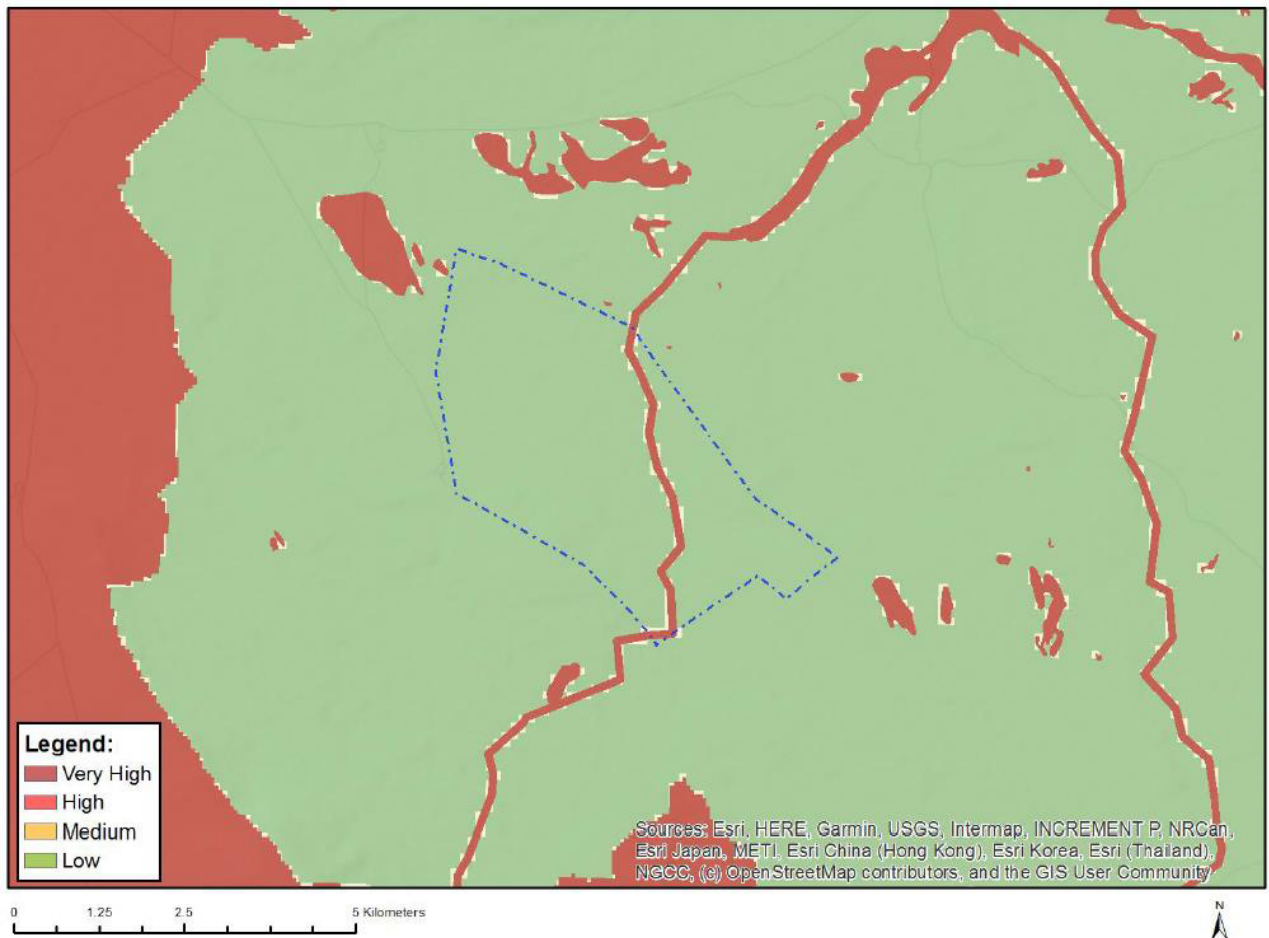 Legend:
Very High
High
Medium
Low
Sources: Esri, HERE, Garmin, USGS, Intermap, INCREMENT P, NRCan,
Esri Japan, METI, Esri China (Hong Kong), Esri Korea, Esri (Thailand),
NGCC, (c) OpenStreetMap contributors, and the GIS User Community
0 1.25 2.5 5 Kilometers
N